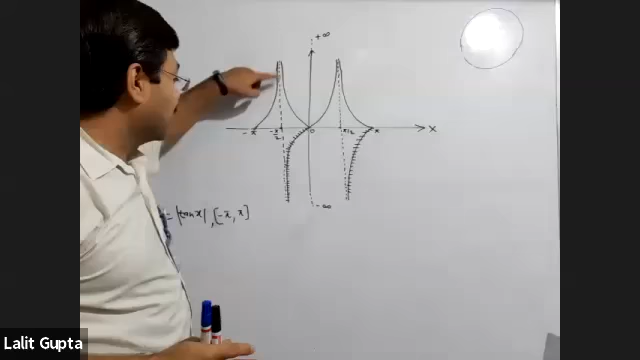 +∞
-π -π/2 0 π/2 π X
-∞
= |tan x| , [-π, π]
Lalit Gupta